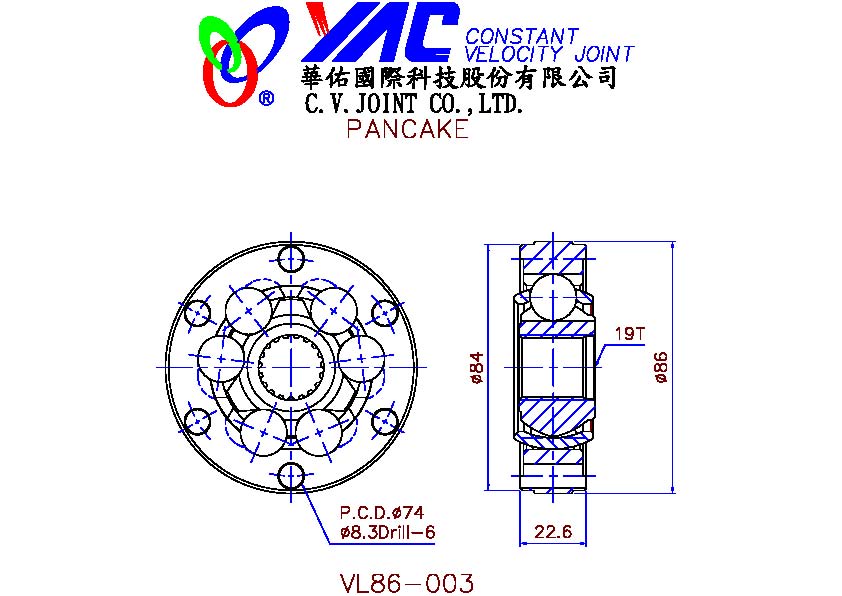 YAC CONSTANT
VELOCITY JOINT
®
華佑國際科技股份有限公司
C.V.JOINT CO.,LTD.
PANCAKE
19T
ø84
ø86
P.C.D.ø74
ø8.3Drill-6
22.6
VL86-003